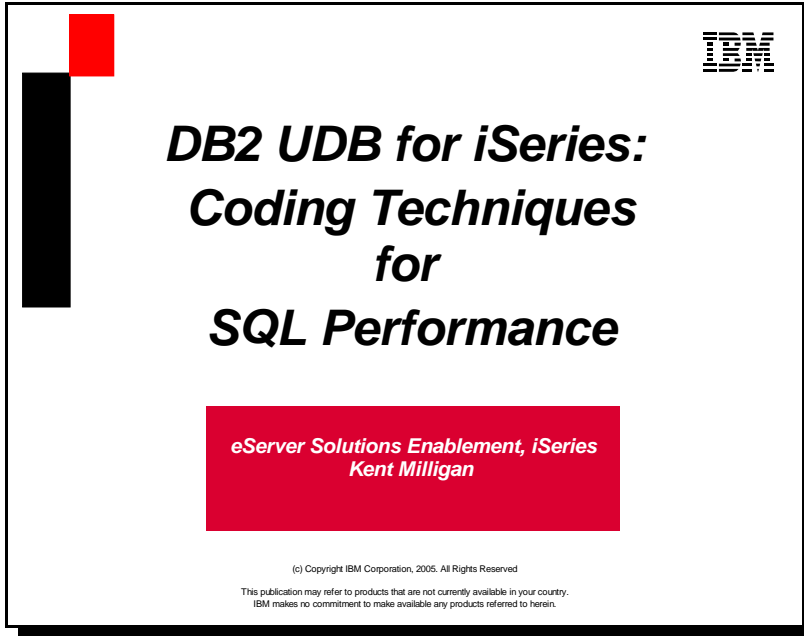 IBM
DB2 UDB for iSeries:
Coding Techniques
for
SQL Performance
eServer Solutions Enablement, iSeries
Kent Milligan
(c) Copyright IBM Corporation, 2005. All Rights Reserved
This publication may refer to products that are not currently available in your country.
IBM makes no commitment to make available any products referred to herein.